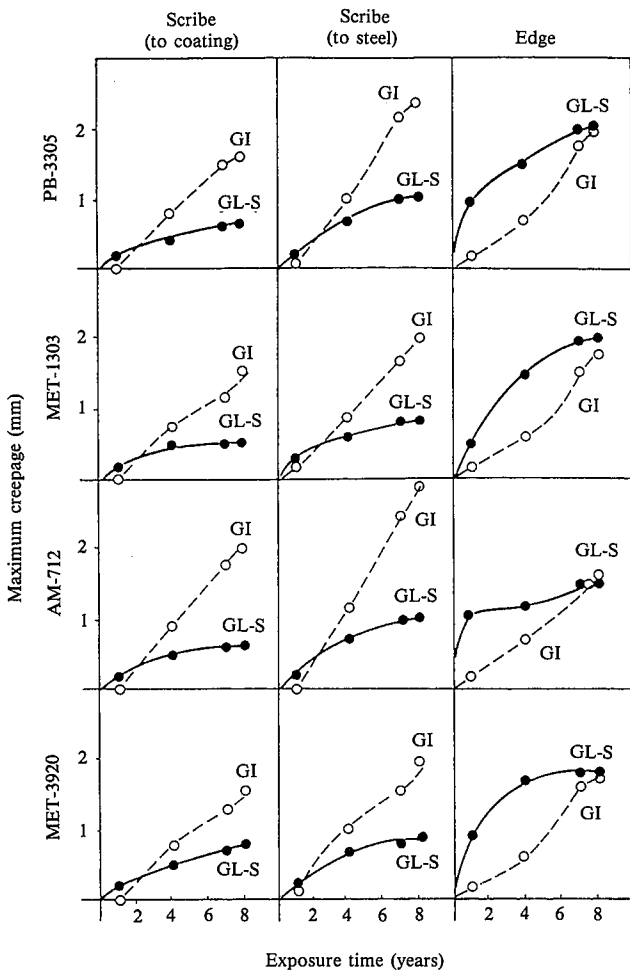 Scribe
(to coating)
Scribe
(to steel)
Edge
Maximum creepage (mm)
PB-3305
2
1
0
GI
GL-S
GI
GL-S
GL-S
GI
MET-1303
2
1
GI
GL-S
GI
GL-S
GL-S
GI
AM-712
2
1
GI
GL-S
GI
GL-S
GL-S
GI
MET-3920
2
1
0
GI
GL-S
GI
GL-S
GL-S
GI
2 4 6 8
2 4 6 8
2 4 6 8
Exposure time (years)